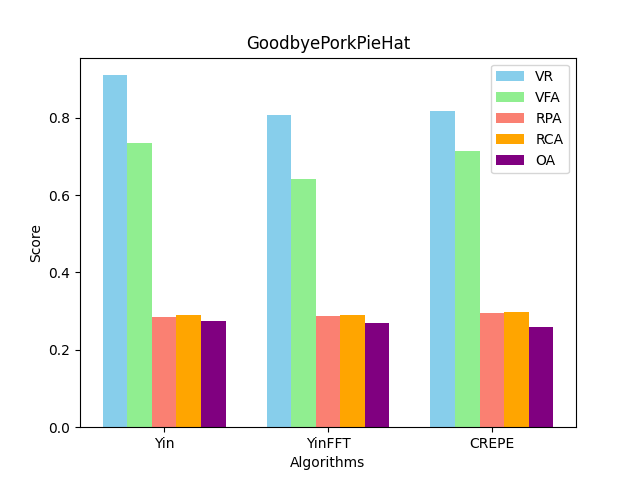 GoodbyePorkPieHat
VR
VFA
RPA
RCA
OA
0.8
0.6
0.4
0.2
0.0
Score
Yin
YinFFT
CREPE
Algorithms